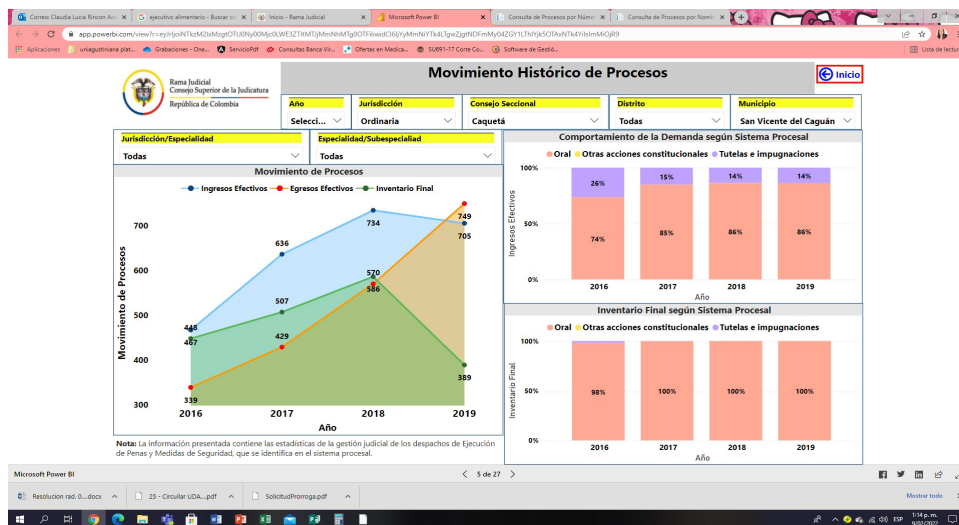 Correo: Claudia Lucia Rincon Ar
ejecutivo alimentario - Buscar co
Inicio - Rama Judicial
Microsoft Power BI
Consulta de Procesos por Núme
Consulta de Procesos por Nomb
Aplicaciones
uniagustiniana-plat...
Grabaciones - One...
ServicioPdf
Consultas Banca Vir...
Ofertas en Medica...
SU691-17 Corte Co...
Software de Gestió...
Lista de lectur
Rama Judicial
Consejo Superior de la Judicatura
República de Colombia
Movimiento Histórico de Procesos
Inicio
Año
Jurisdicción
Consejo Seccional
Distrito
Municipio
Selecci...
Ordinaria
Caquetá
Todas
San Vicente del Caguán
Jurisdicción/Especialidad
Especialidad/Subespecialiad
Todas
Todas
Movimiento de Procesos
Ingresos Efectivos
Egresos Efectivos
Inventario Final
Movimiento de Procesos
700
600
500
400
300
448
467
339
636
507
429
734
570
586
749
705
389
2016
2017
2018
2019
Año
Nota: La información presentada contiene las estadísticas de la gestión judicial de los despachos de Ejecución
de Penas y Medidas de Seguridad, que se identifica en el sistema procesal.
Comportamiento de la Demanda según Sistema Procesal
Oral
Otras acciones constitucionales
Tutelas e impugnaciones
Ingresos Efectivos
100%
50%
0%
26%
15%
14%
14%
74%
85%
86%
86%
2016
2017
2018
2019
Año
Inventario Final según Sistema Procesal
Oral
Otras acciones constitucionales
Tutelas e impugnaciones
Inventario Final
100%
50%
0%
98%
100%
100%
100%
2016
2017
2018
2019
Año
Microsoft Power BI
5 de 27
Resolucion rad. 0....docx
25 - Circular UDA....pdf
SolicitudProrroga.pdf
Mostrar todo
ESP
1:14 p. m.
9/02/2022